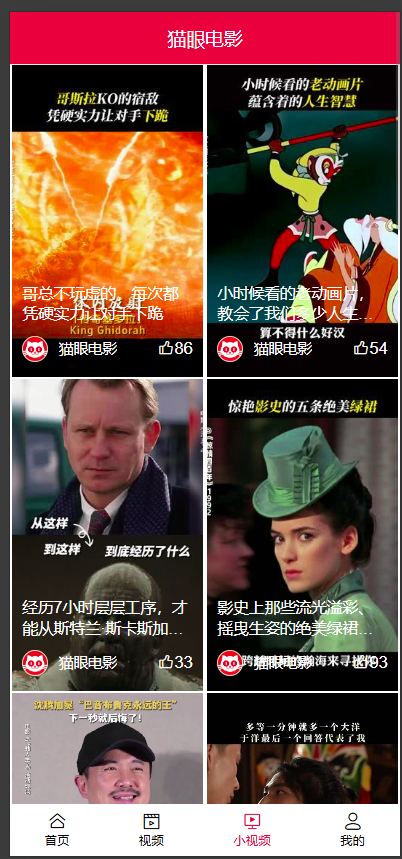 猫眼电影
哥斯拉KO的宿敌
凭硬实力让对手下跪
King Ghidorah
哥总不玩虚的，每次都
凭硬实力让对手下跪
猫眼电影
86
小时候看的老动画片
蕴含着的人生智慧
小时候看的老动画片，
教会了我们多少人生...
算不得什么好汉
猫眼电影
54
从这样
到这样
到底经历了什么
经历7小时层层工序，才
能从斯特兰·斯卡斯加...
猫眼电影
33
惊艳影史的五条绝美绿裙
影史上那些流光溢彩、
摇曳生姿的绝美绿裙...
猫眼电影
93
沈腾加冕“巴音布鲁克永远的王”
下一秒就后悔了！
多等一分钟就多一个大洋
于洋最后一个回答代表了我
首页
视频
小视频
我的